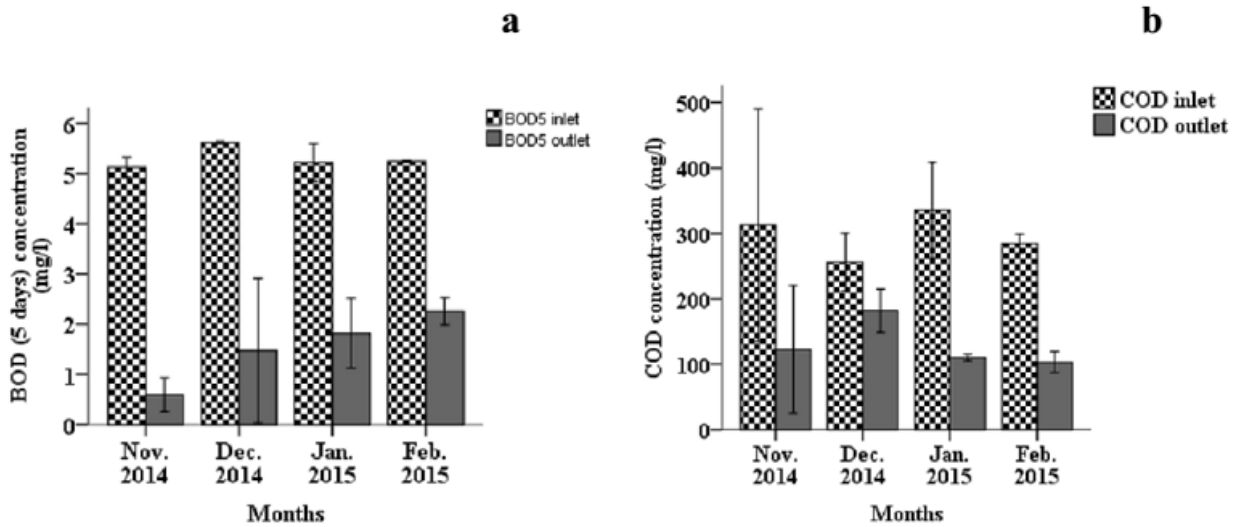 a
BOD5 inlet
BOD5 outlet
BOD (5 days) concentration
(mg/l)
6
5
4
3
2
1
0
Nov. Dec. Jan. Feb.
2014 2014 2015 2015
Months
b
COD inlet
COD outlet
COD concentration (mg/l)
500
400
300
200
100
0
Nov. Dec. Jan. Feb.
2014 2014 2015 2015
Months